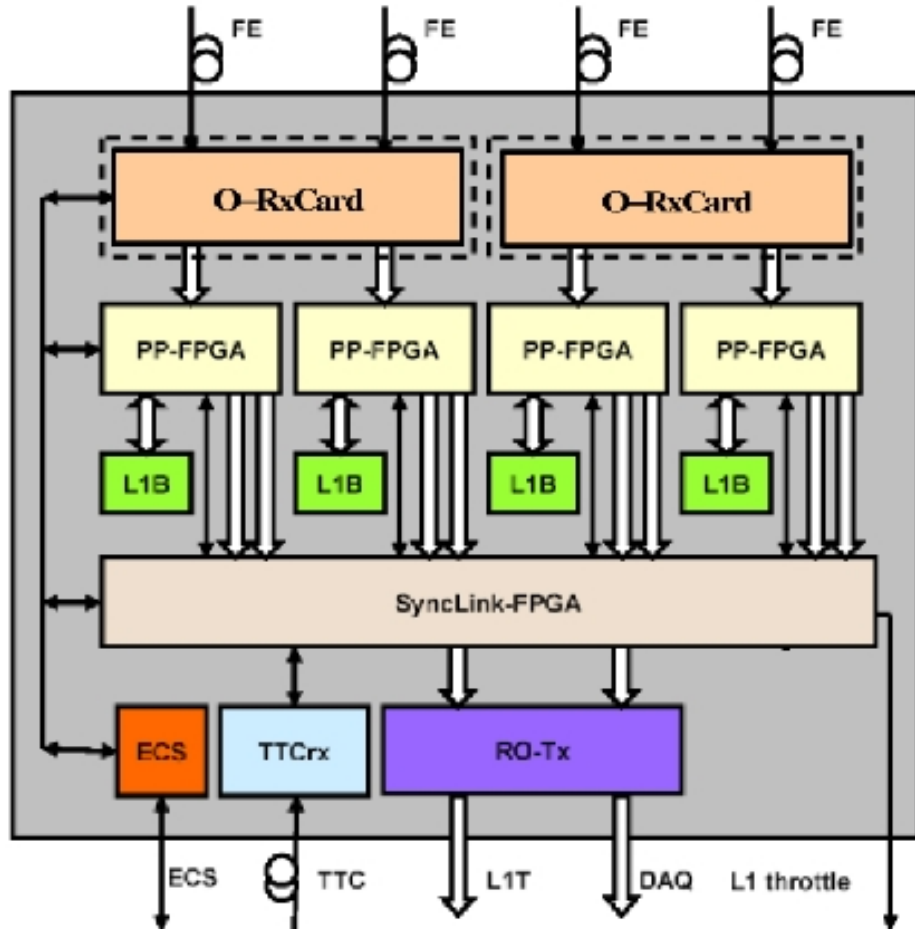 FE FE FE FE
O–RxCard O–RxCard
PP-FPGA PP-FPGA PP-FPGA PP-FPGA
L1B L1B L1B L1B
SyncLink-FPGA
ECS TTCrx RO-Tx
ECS TTC L1T DAQ L1 throttle